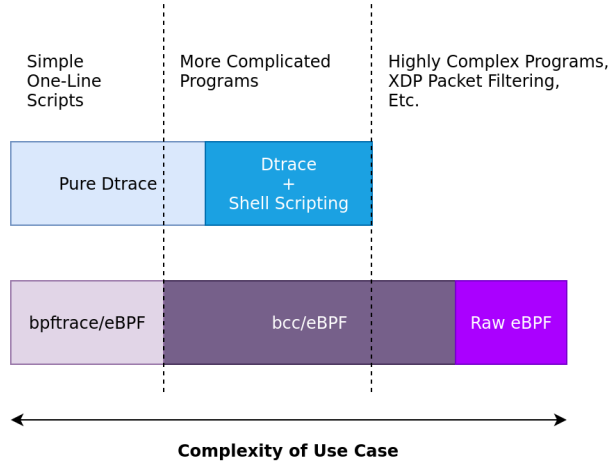 Simple
One-Line
Scripts
More Complicated
Programs
Highly Complex Programs,
XDP Packet Filtering,
Etc.
Pure Dtrace
Dtrace
+
Shell Scripting
bpftrace/eBPF
bcc/eBPF
Raw eBPF
Complexity of Use Case